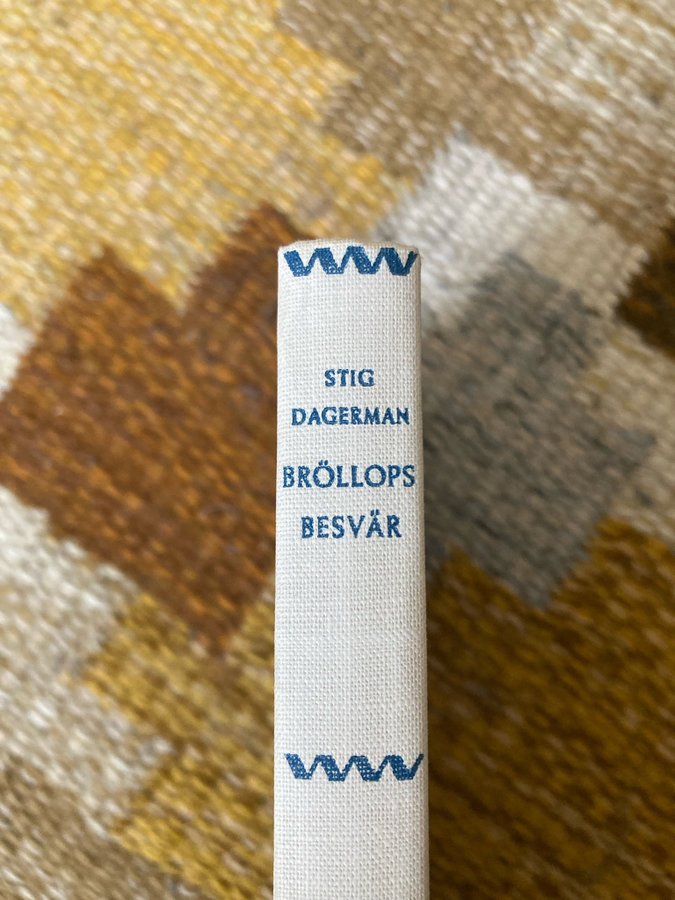 STIG
DAGERMAN
BRÖLLOPS
BESVÄR